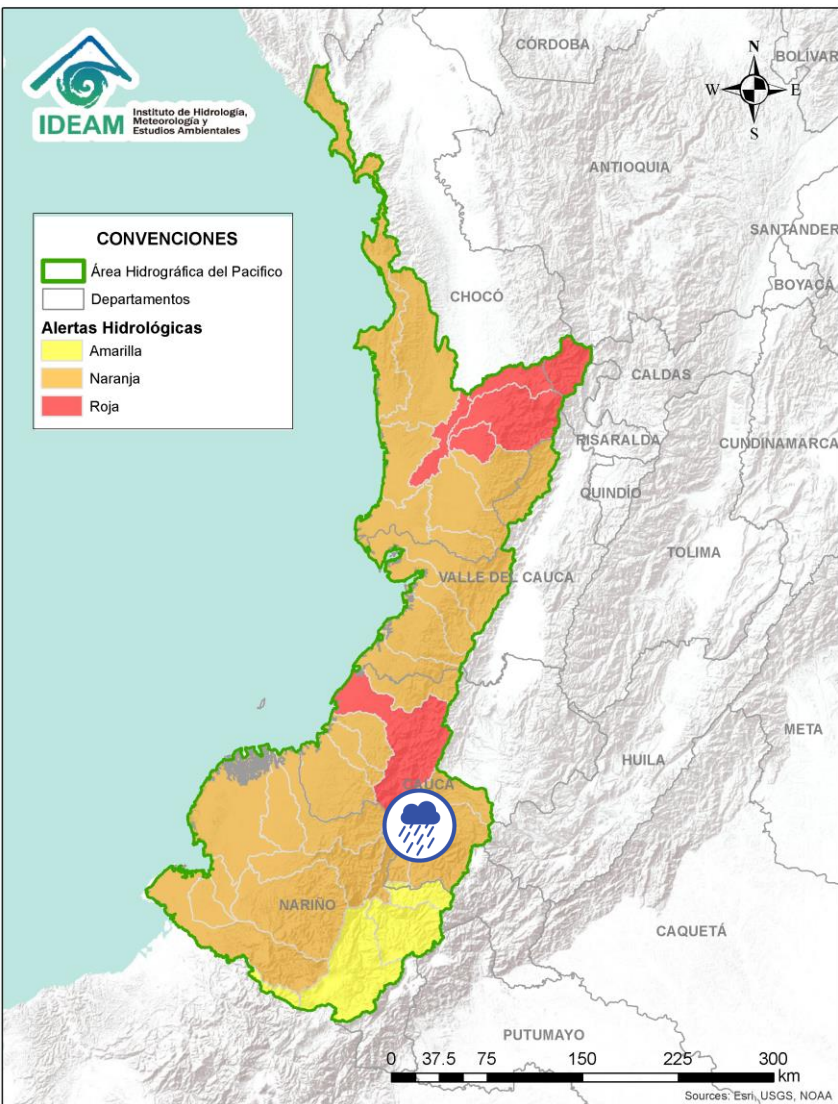 IDEAM
Instituto de Hidrología,
Meteorología y
Estudios Ambientales
N
W
E
S
CÓRDOBA
BOLÍVAR
ANTIOQUIA
SANTANDER
BOYACÁ
CHOCÓ
CALDAS
RISARALDA
CUNDINAMARCA
QUINDÍO
TOLIMA
VALLE DEL CAUCA
META
HUILA
CAUCA
NARIÑO
CAQUETÁ
PUTUMAYO
CONVENCIONES
Área Hidrográfica del Pacifico
Departamentos
Alertas Hidrológicas
Amarilla
Naranja
Roja
0 37.5 75 150 225 300
km
Sources: Esri, USGS, NOAA